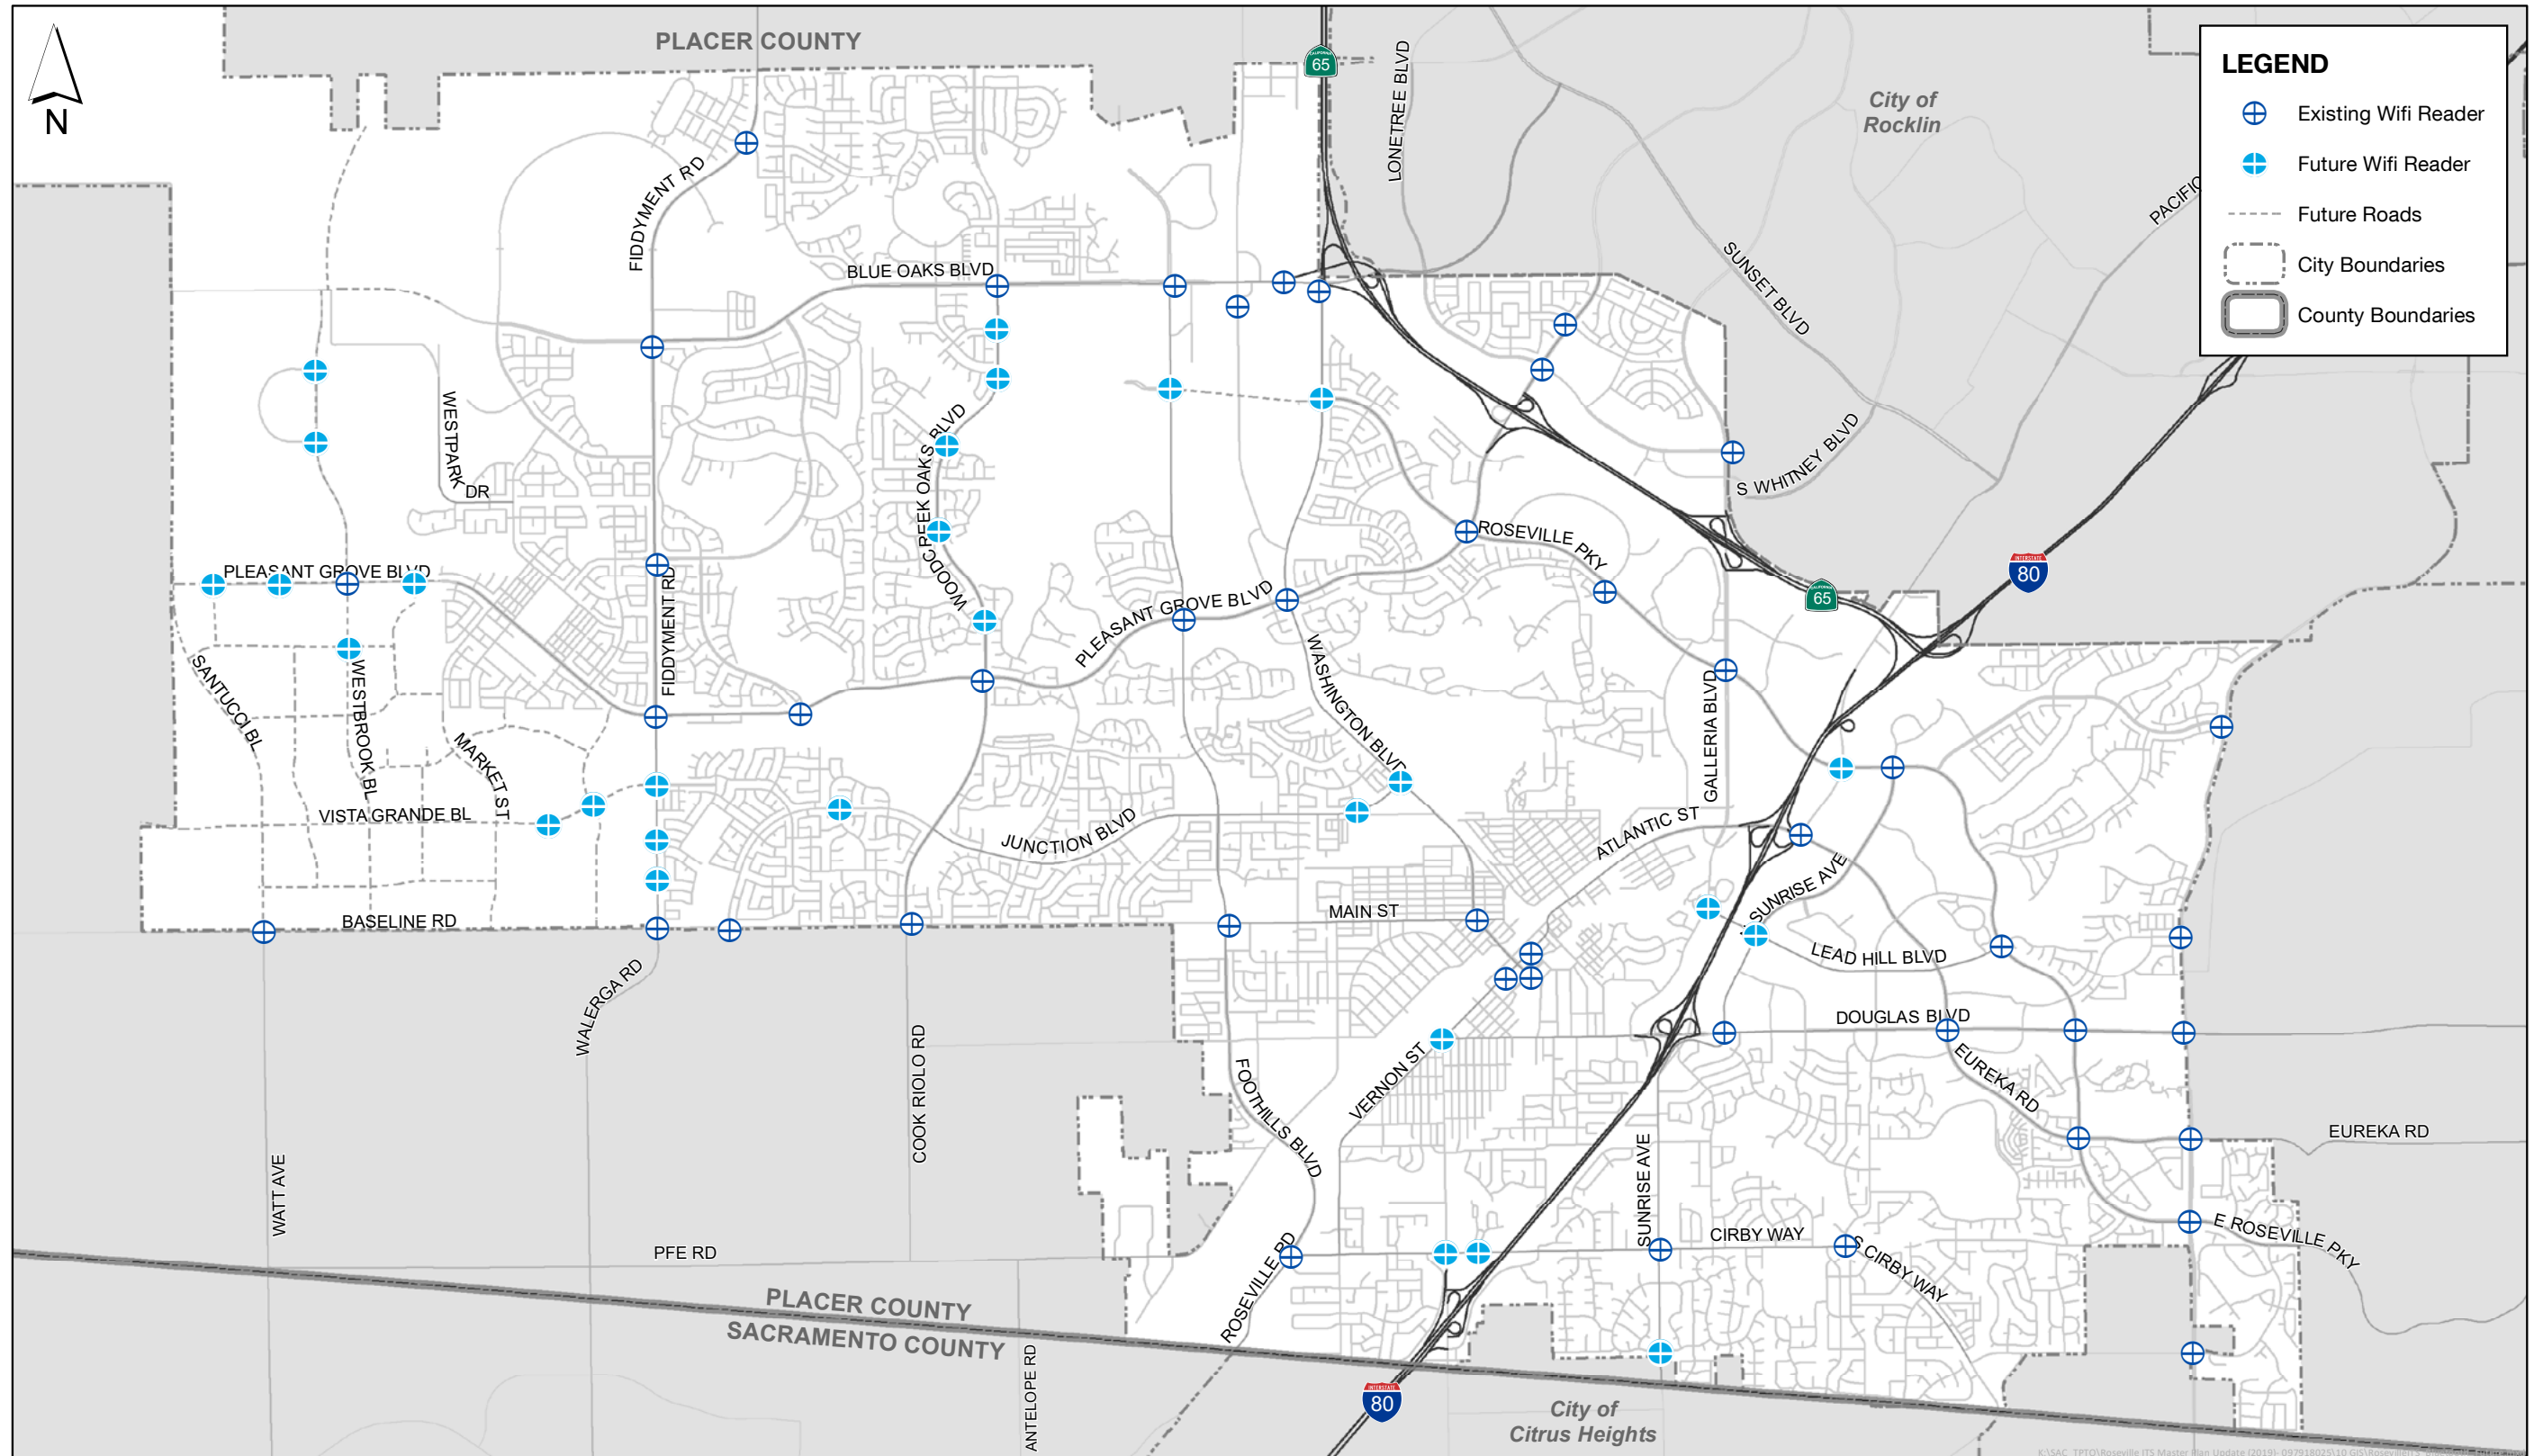 PLACER COUNTY
65
LONETREE BLVD
City of
Rocklin
LEGEND
Existing Wifi Reader
Future Wifi Reader
Future Roads
City Boundaries
County Boundaries
N
PACIFIC
FIDDYMENT RD
BLUE OAKS BLVD
SUNSET BLVD
WESTPARK DR
WOODCREEK OAKS BLVD
S WHITNEY BLVD
ROSEVILLE PKY
PLEASANT GROVE BLVD
80
65
FIDDYMENT RD
PLEASANT GROVE BLVD
SANTUCCI BL
WESTBROOK BL
MARKET ST
WASHINGTON BLVD
GALLERIA BLVD
VISTA GRANDE BL
JUNCTION BLVD
ATLANTIC ST
SUNRISE AVE
BASELINE RD
MAIN ST
LEAD HILL BLVD
WALERGA RD
DOUGLAS BLVD
COOK RIOLO RD
FOOTHILLS BLVD
VERNON ST
EUREKA RD
EUREKA RD
WATT AVE
SUNRISE AVE
PFE RD
ROSEVILLE RD
CIRBY WAY
S CIRBY WAY
E ROSEVILLE PKY
PLACER COUNTY
SACRAMENTO COUNTY
ANTELOPE RD
INTERSTATE
80
City of
Citrus Heights